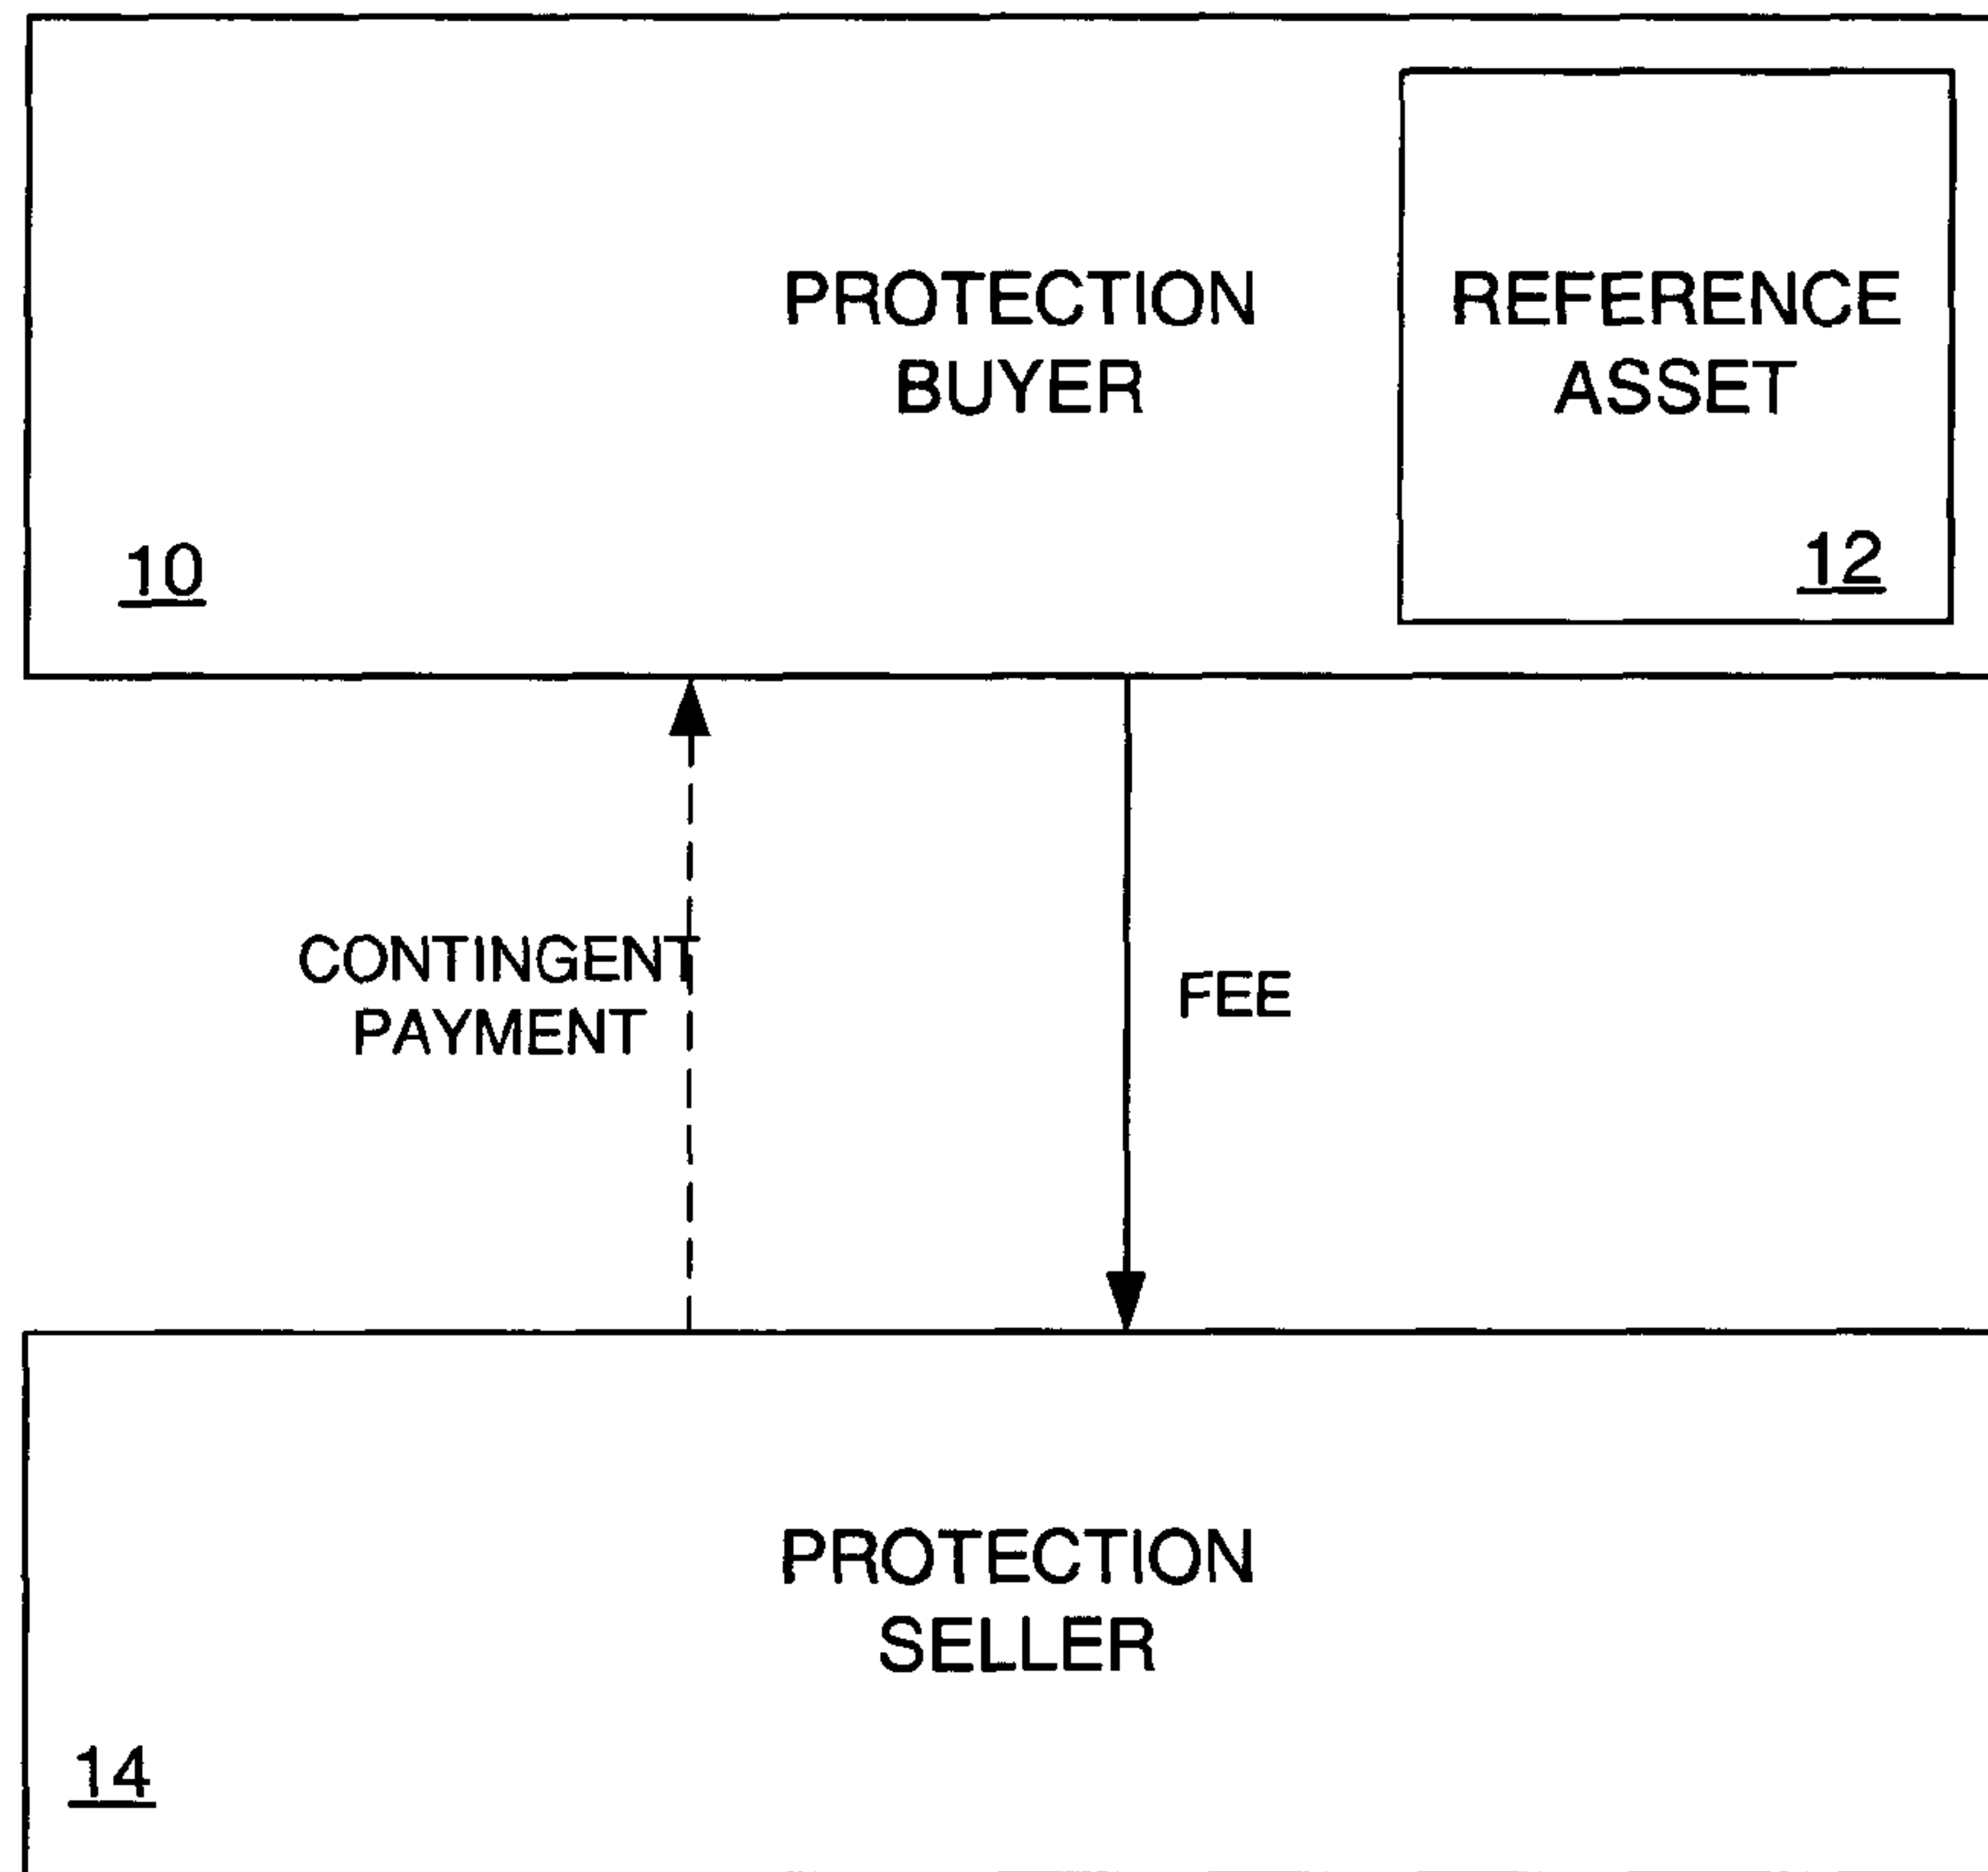 PROTECTION
BUYER
REFERENCE
ASSET
10
12
CONTINGENT
PAYMENT
FEE
PROTECTION
SELLER
14